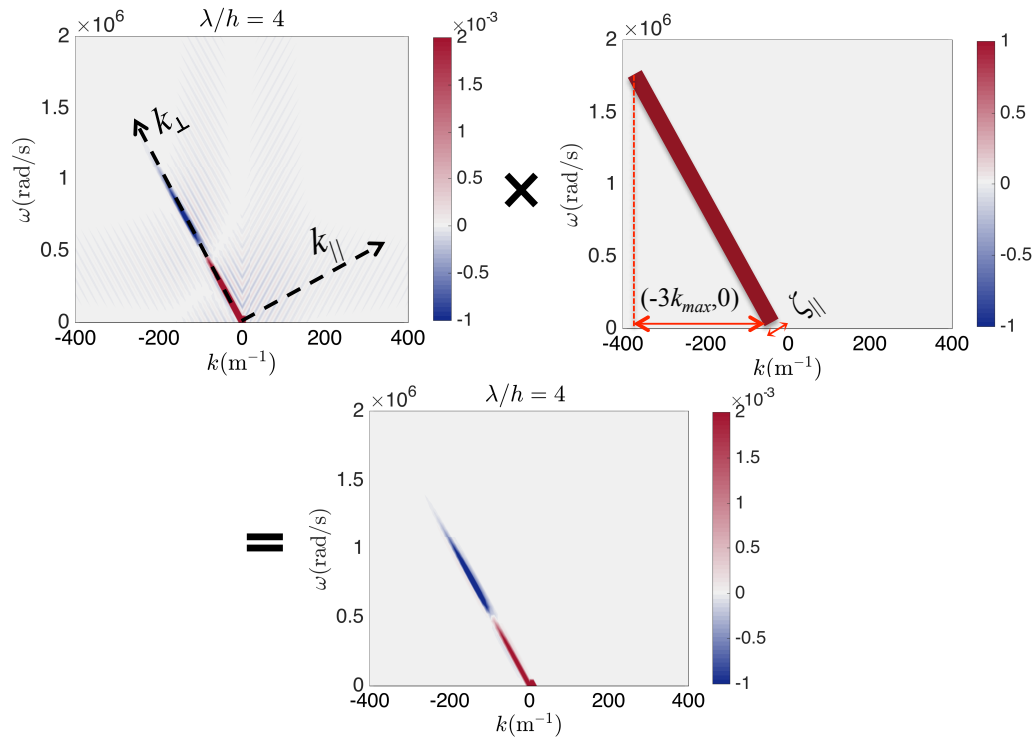 λ/h = 4
×10⁶
2
1.5
1
0.5
0
ω(rad/s)
k⊥
k||
-400 -200 0 200 400
k(m⁻¹)
×10⁻³
2
1.5
1
0.5
0
-0.5
-1
×
×10⁶
2
1.5
1
0.5
0
ω(rad/s)
(-3kmax,0)
ζ||
-400 -200 0 200 400
k(m⁻¹)
1
0.5
0
-0.5
-1
=
λ/h = 4
×10⁶
2
1.5
1
0.5
0
ω(rad/s)
-400 -200 0 200 400
k(m⁻¹)
×10⁻³
2
1.5
1
0.5
0
-0.5
-1